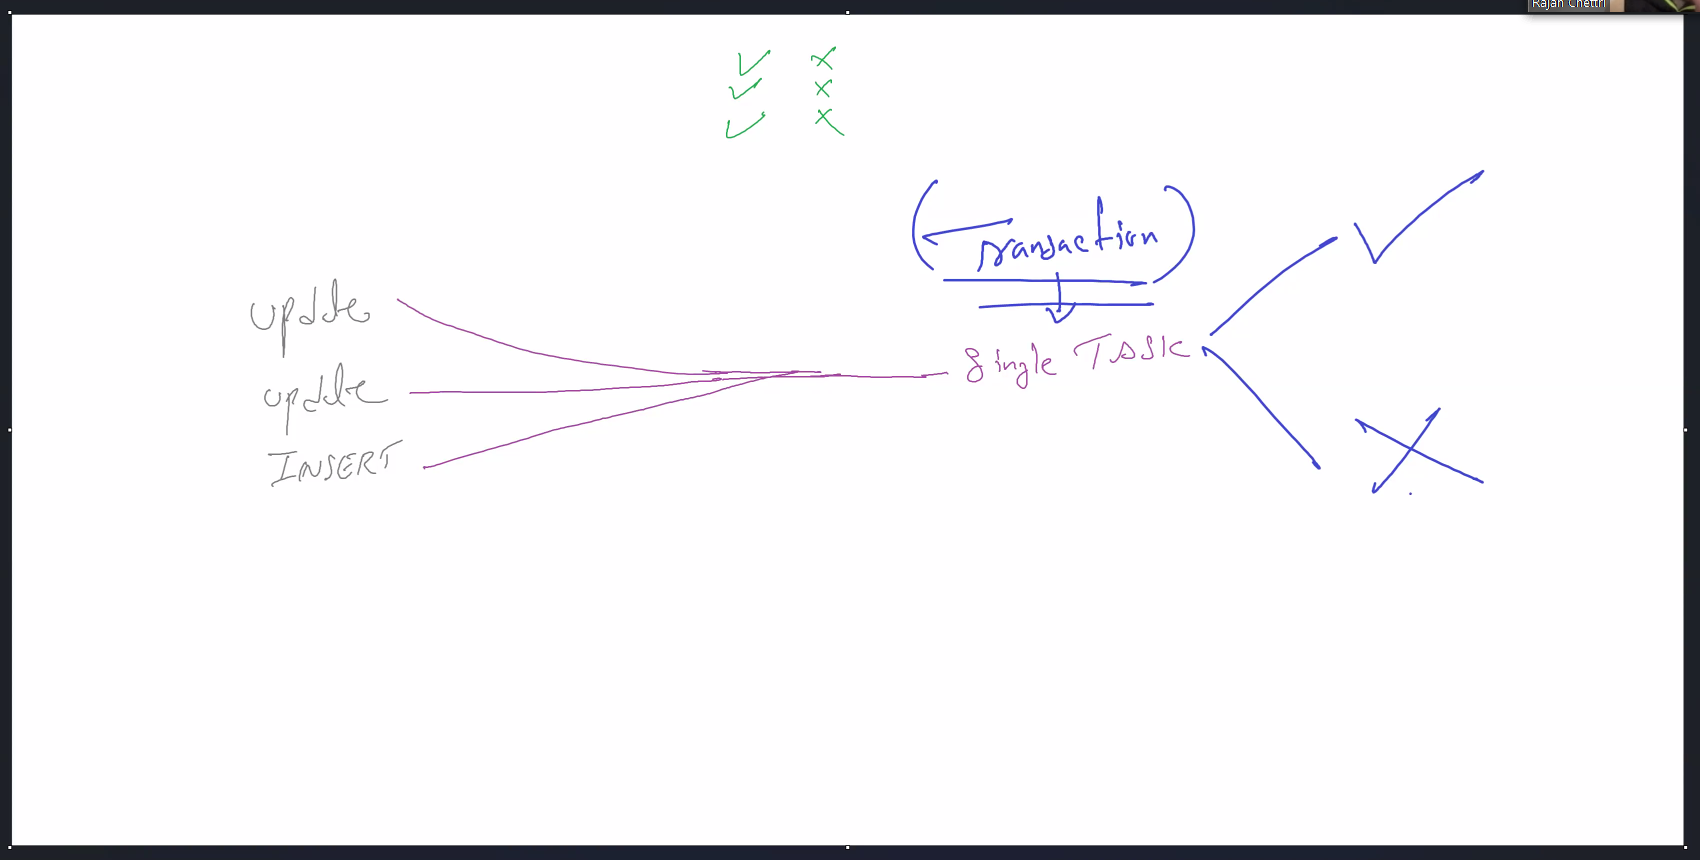 Rajan Chettri
Transaction
update
Single TASK
update
INSERT